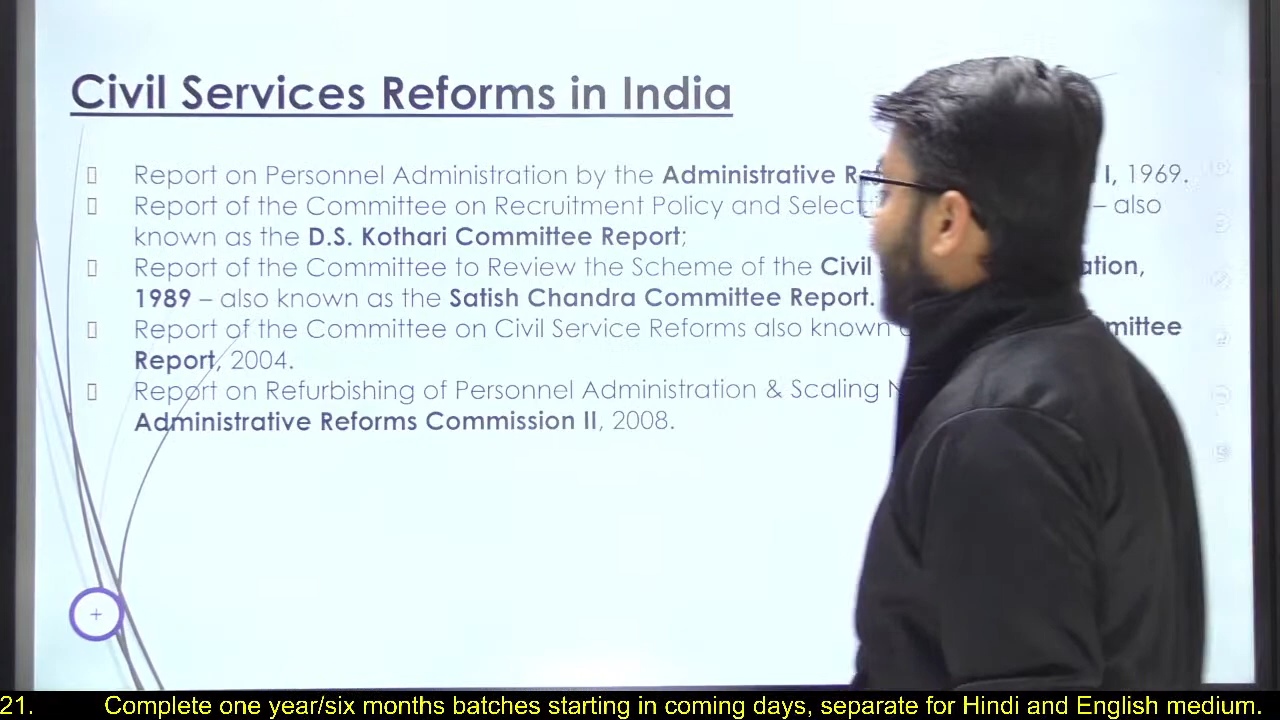 Civil Services Reforms in India
Report on Personnel Administration by the Administrative I, 1969.
Report of the Committee on Recruitment Policy and – also
known as the D.S. Kothari Committee Report;
Report of the Committee to Review the Scheme of the Civil
1989 – also known as the Satish Chandra Committee Report.
Report of the Committee on Civil Service Reforms also known
Report, 2004.
Report on Refurbishing of Personnel Administration & Scaling
Administrative Reforms Commission II, 2008.
+
21. Complete one year/six months batches starting in coming days, separate for Hindi and English medium.